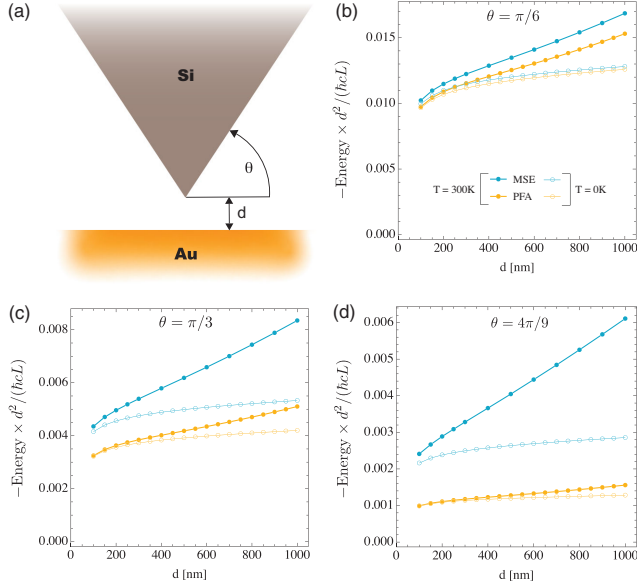 (a)
Si
θ
d
Au
(b)
θ = π/6
−Energy × d²/(ℏcL)
0.015
0.010
0.005
0.000
T = 300K
MSE
PFA
T = 0K
0 200 400 600 800 1000
d [nm]
(c)
θ = π/3
−Energy × d²/(ℏcL)
0.008
0.006
0.004
0.002
0.000
0 200 400 600 800 1000
d [nm]
(d)
θ = 4π/9
−Energy × d²/(ℏcL)
0.006
0.005
0.004
0.003
0.002
0.001
0.000
0 200 400 600 800 1000
d [nm]